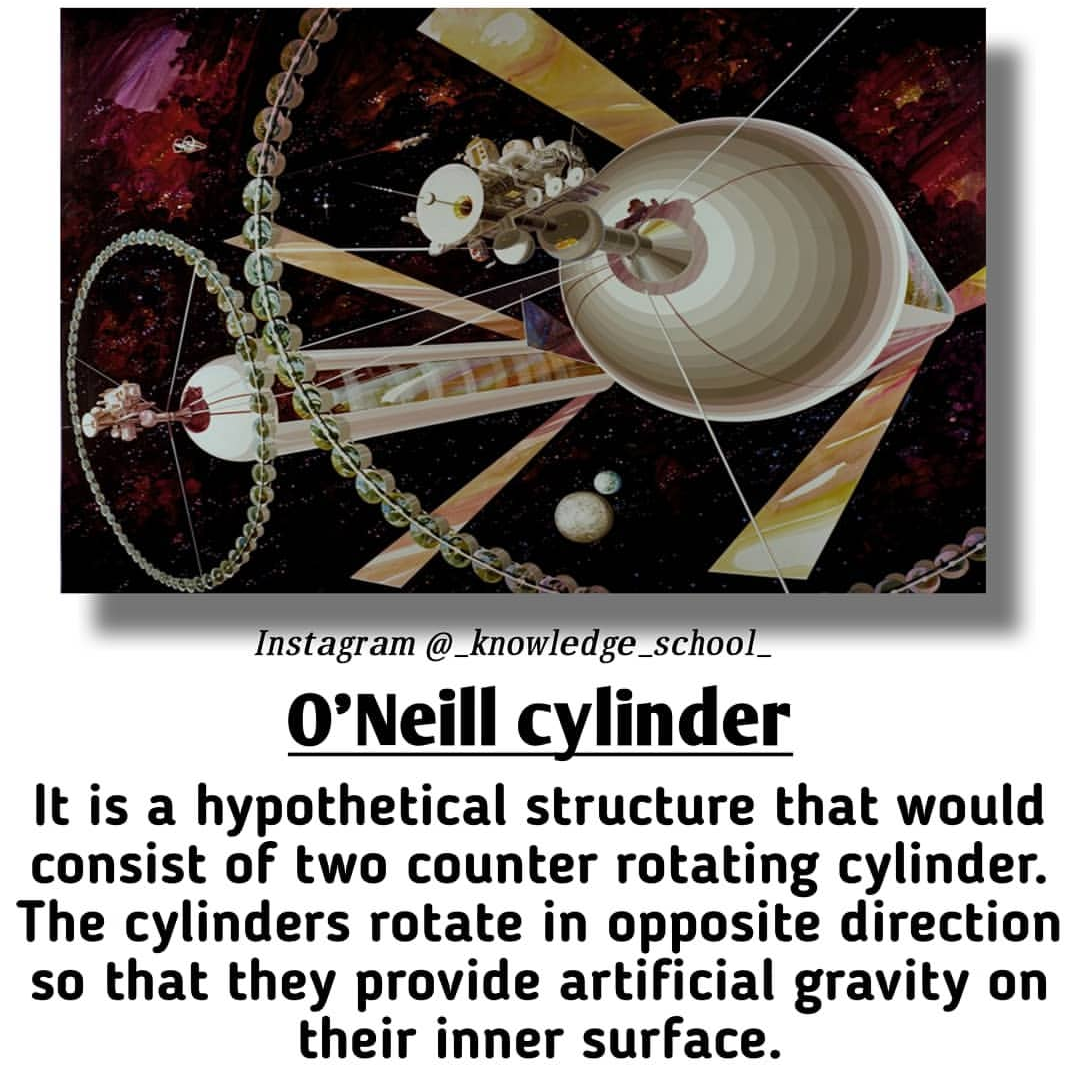 Instagram @_knowledge_school_
O'Neill cylinder
It is a hypothetical structure that would
consist of two counter rotating cylinder.
The cylinders rotate in opposite direction
so that they provide artificial gravity on
their inner surface.